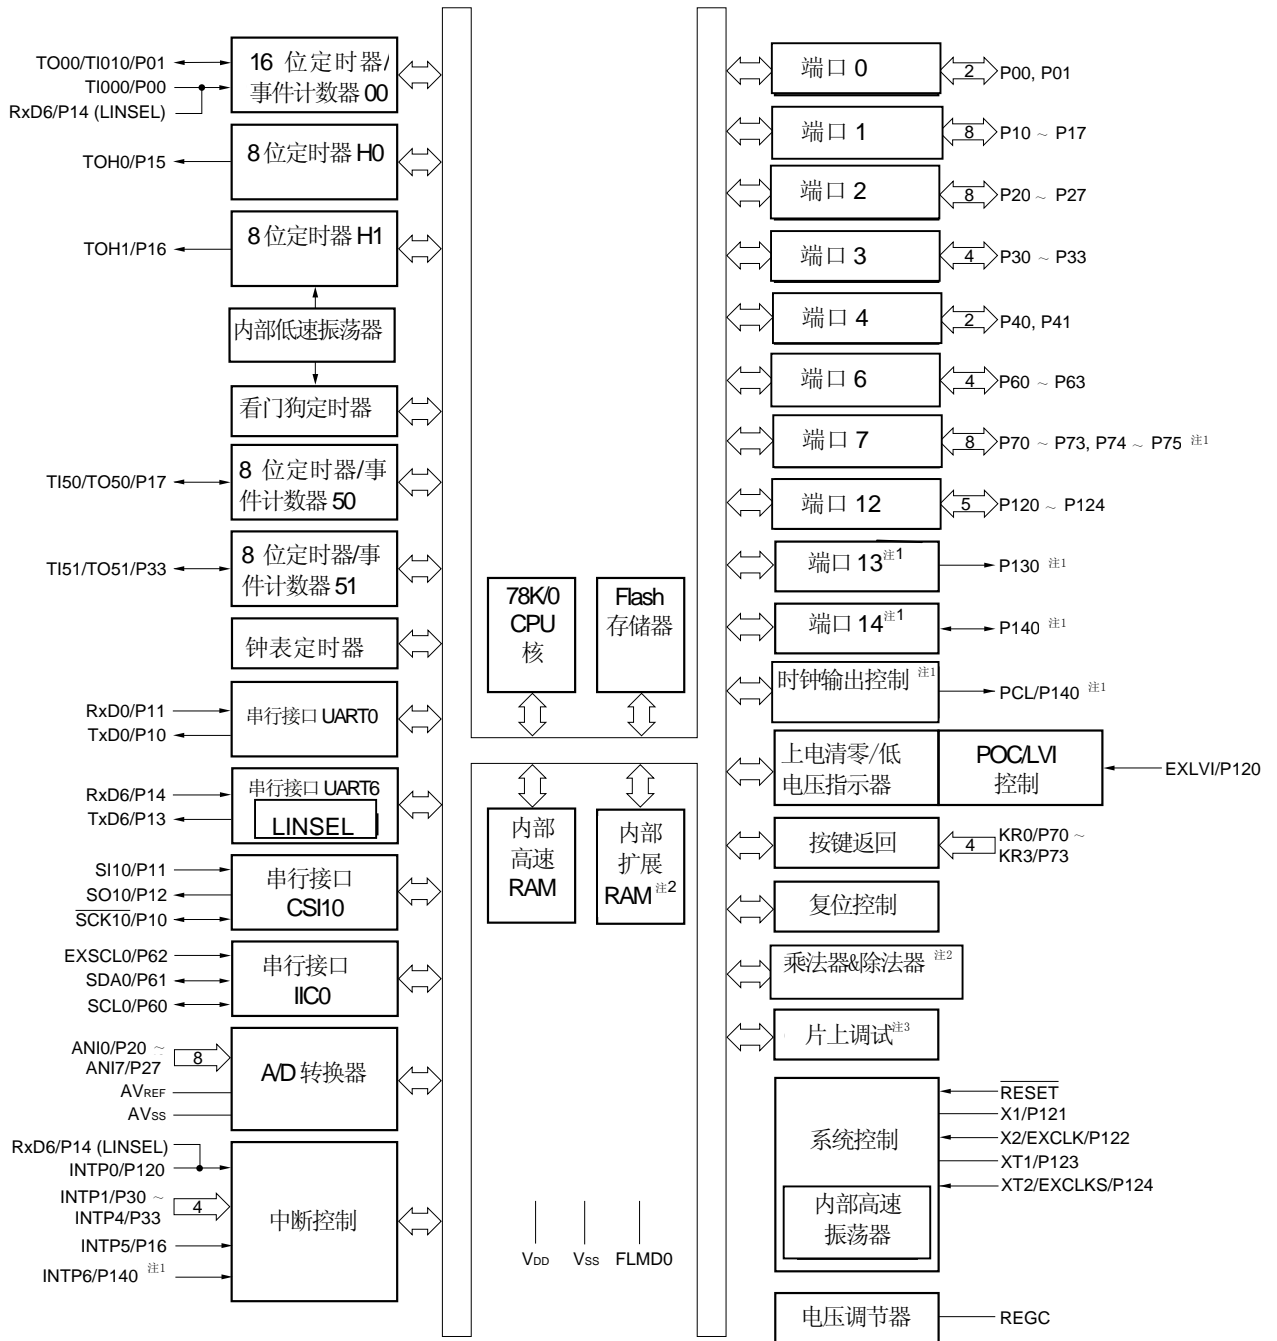 TO00/TI010/P01
TI000/P00
RxD6/P14 (LINSEL)
16 位定时器/
事件计数器 00
TOH0/P15
8 位定时器 H0
TOH1/P16
8 位定时器 H1
内部低速振荡器
看门狗定时器
TI50/TO50/P17
8 位定时器/事
件计数器 50
TI51/TO51/P33
8 位定时器/事
件计数器 51
钟表定时器
RxD0/P11
TxD0/P10
串行接口 UART0
RxD6/P14
TxD6/P13
串行接口 UART6
LINSEL
SI10/P11
SO10/P12
SCK10/P10
串行接口
CSI10
EXSCL0/P62
SDA0/P61
SCL0/P60
串行接口
IIC0
ANI0/P20 ~
ANI7/P27
8
AVREF
AVSS
A/D 转换器
RxD6/P14 (LINSEL)
INTP0/P120
INTP1/P30 ~
INTP4/P33
4
INTP5/P16
INTP6/P140 注1
中断控制
78K/0
CPU
核
Flash
存储器
内部
高速
RAM
内部
扩展
RAM 注2
VDD
VSS
FLMD0
端口 0
2
P00, P01
端口 1
8
P10 ~ P17
端口 2
8
P20 ~ P27
端口 3
4
P30 ~ P33
端口 4
2
P40, P41
端口 6
4
P60 ~ P63
端口 7
8
P70 ~ P73, P74 ~ P75 注1
端口 12
5
P120 ~ P124
端口 13注1
P130 注1
端口 14注1
P140 注1
时钟输出控制 注1
PCL/P140 注1
上电清零/低
电压指示器
POC/LVI
控制
EXLVI/P120
按键返回
4
KR0/P70 ~
KR3/P73
复位控制
乘法器&除法器 注2
片上调试注3
系统控制
RESET
X1/P121
X2/EXCLK/P122
XT1/P123
XT2/EXCLKS/P124
内部高速
振荡器
电压调节器
REGC